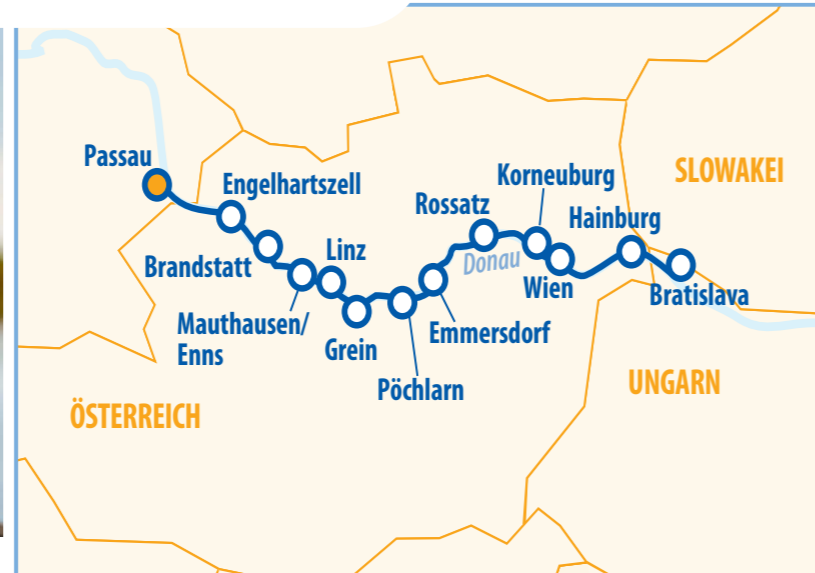 Passau
Engelhartszell
Brandstatt
Linz
Mauthausen/
Enns
Grein
Pöchlarn
Emmersdorf
Rossatz
Donau
Korneuburg
Wien
Hainburg
Bratislava
SLOWAKEI
UNGARN
ÖSTERREICH